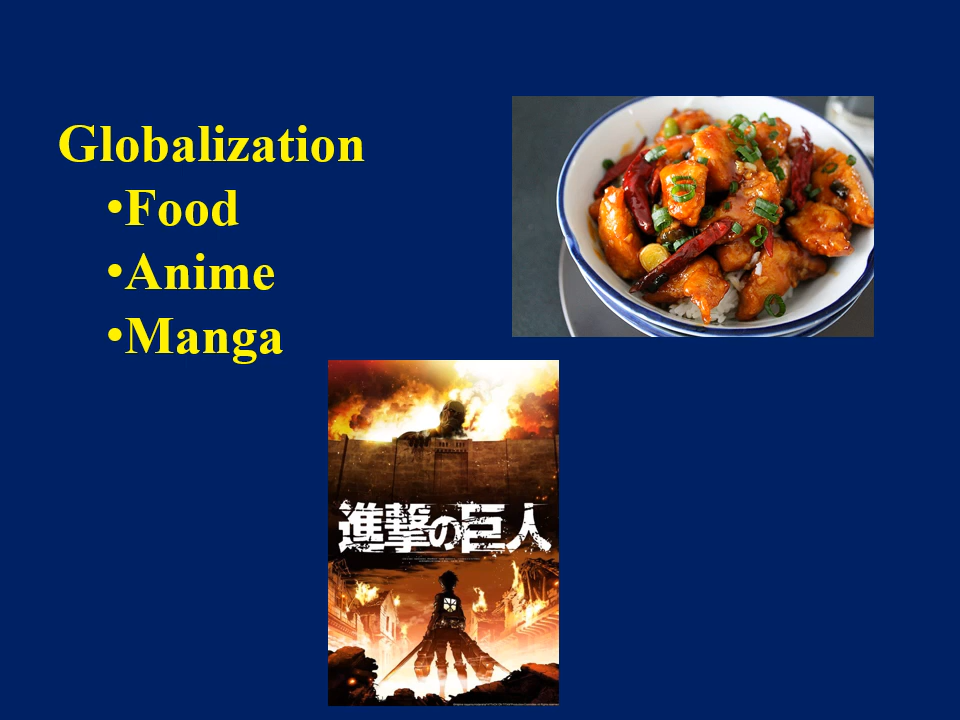 Globalization
•Food
•Anime
•Manga
進撃の巨人